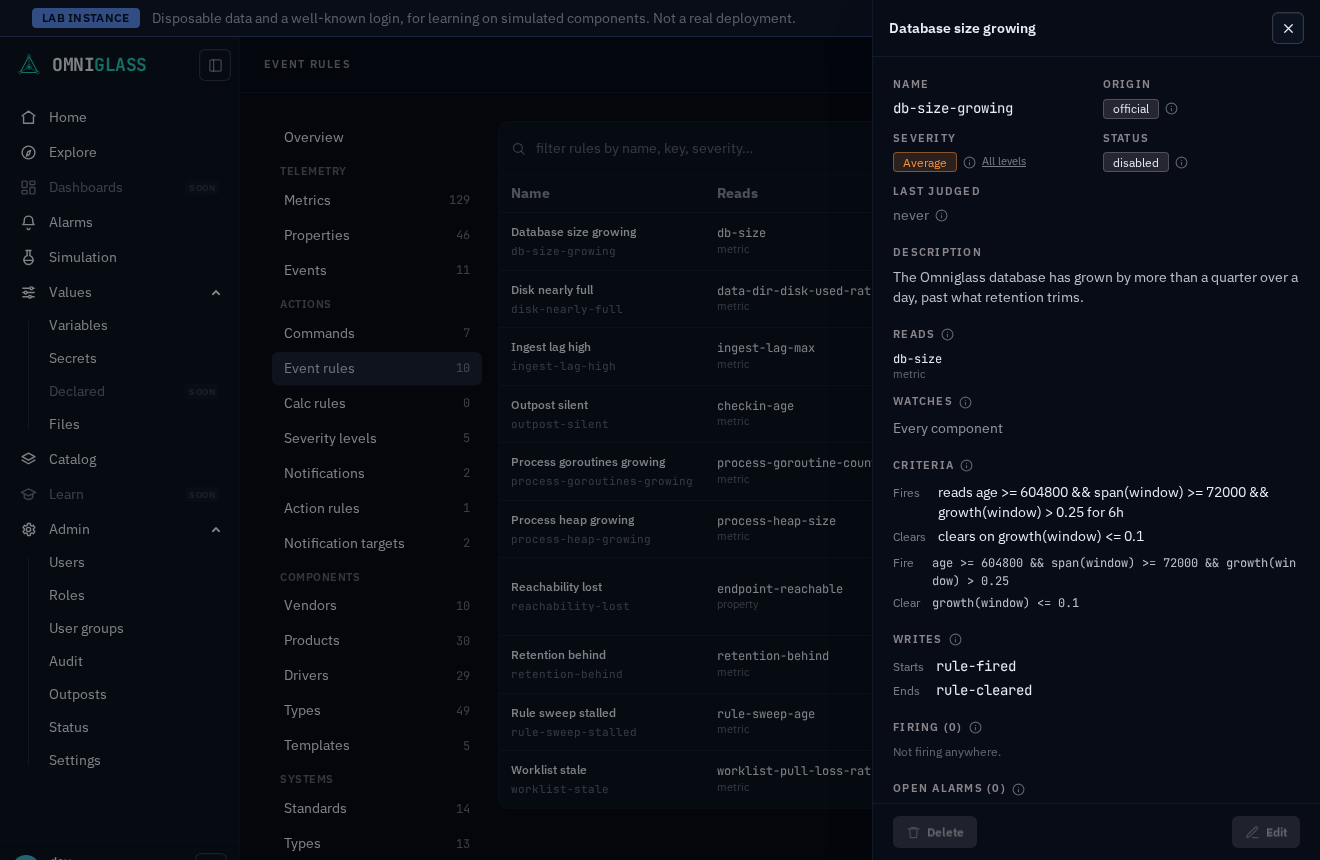 LAB INSTANCE Disposable data and a well-known login, for learning on simulated components. Not a real deployment.
OMNIGLASS
Home
Explore
Dashboards SOON
Alarms
Simulation
Values
Variables
Secrets
Declared SOON
Files
Catalog
Learn SOON
Admin
Users
Roles
User groups
Audit
Outposts
Status
Settings
EVENT RULES
Overview
TELEMETRY
Metrics 129
Properties 46
Events 11
ACTIONS
Commands 7
Event rules 10
Calc rules 0
Severity levels 5
Notifications 2
Action rules 1
Notification targets 2
COMPONENTS
Vendors 10
Products 30
Drivers 29
Types 49
Templates 5
SYSTEMS
Standards 14
Types 13
filter rules by name, key, severity...
Name Reads
Database size growing
db-size-growing
db-size
metric
Disk nearly full
disk-nearly-full
data-dir-disk-used-rat
metric
Ingest lag high
ingest-lag-high
ingest-lag-max
metric
Outpost silent
outpost-silent
checkin-age
metric
Process goroutines growing
process-goroutines-growing
process-goroutine-coun
metric
Process heap growing
process-heap-growing
process-heap-size
metric
Reachability lost
reachability-lost
endpoint-reachable
property
Retention behind
retention-behind
retention-behind
metric
Rule sweep stalled
rule-sweep-stalled
rule-sweep-age
metric
Worklist stale
worklist-stale
worklist-pull-loss-rat
metric
Database size growing
NAME
db-size-growing
ORIGIN
official
SEVERITY
Average All levels
STATUS
disabled
LAST JUDGED
never
DESCRIPTION
The Omniglass database has grown by more than a quarter over a
day, past what retention trims.
READS
db-size
metric
WATCHES
Every component
CRITERIA
Fires reads age >= 604800 && span(window) >= 72000 &&
growth(window) > 0.25 for 6h
Clears clears on growth(window) <= 0.1
Fire age >= 604800 && span(window) >= 72000 && growth(win
dow) > 0.25
Clear growth(window) <= 0.1
WRITES
Starts rule-fired
Ends rule-cleared
FIRING (0)
Not firing anywhere.
OPEN ALARMS (0)
Delete
Edit